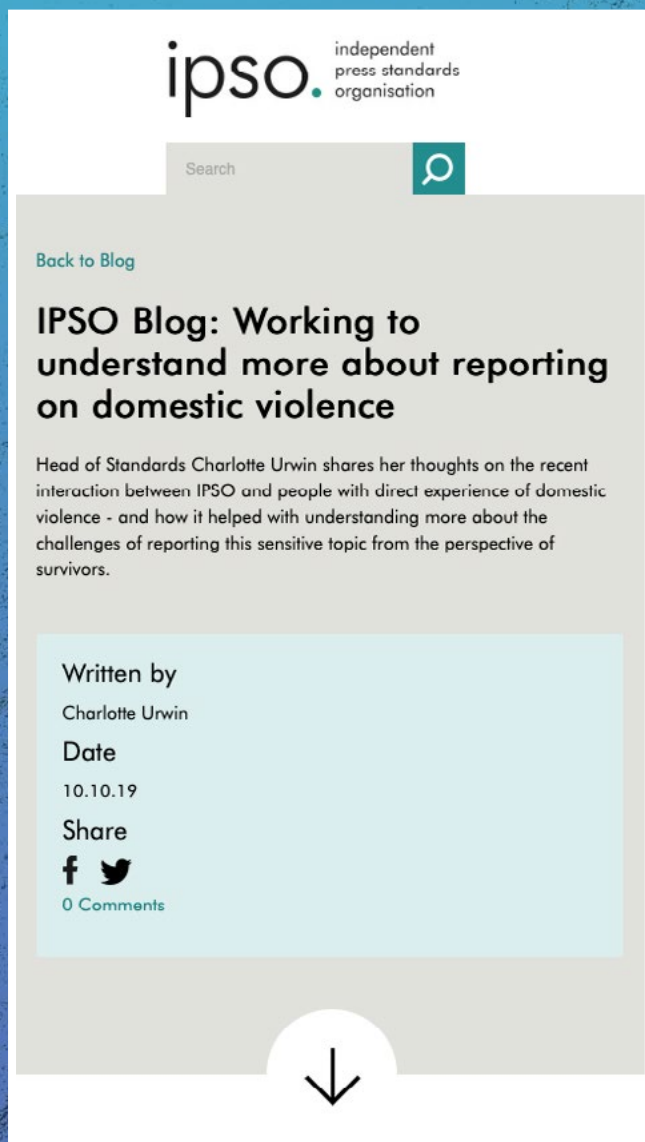 ipso.
independent
press standards
organisation
Search
Back to Blog
IPSO Blog: Working to
understand more about reporting
on domestic violence
Head of Standards Charlotte Urwin shares her thoughts on the recent
interaction between IPSO and people with direct experience of domestic
violence - and how it helped with understanding more about the
challenges of reporting this sensitive topic from the perspective of
survivors.
Written by
Charlotte Urwin
Date
10.10.19
Share
0 Comments